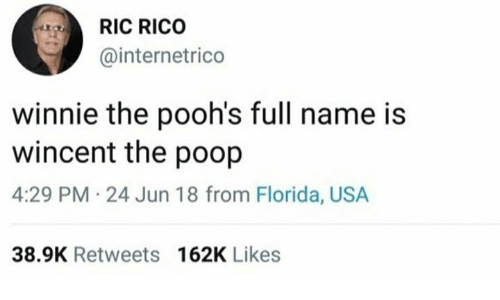 RIC RICO
@internetrico
winnie the pooh's full name is
wincent the poop
4:29 PM · 24 Jun 18 from Florida, USA
38.9K Retweets 162K Likes